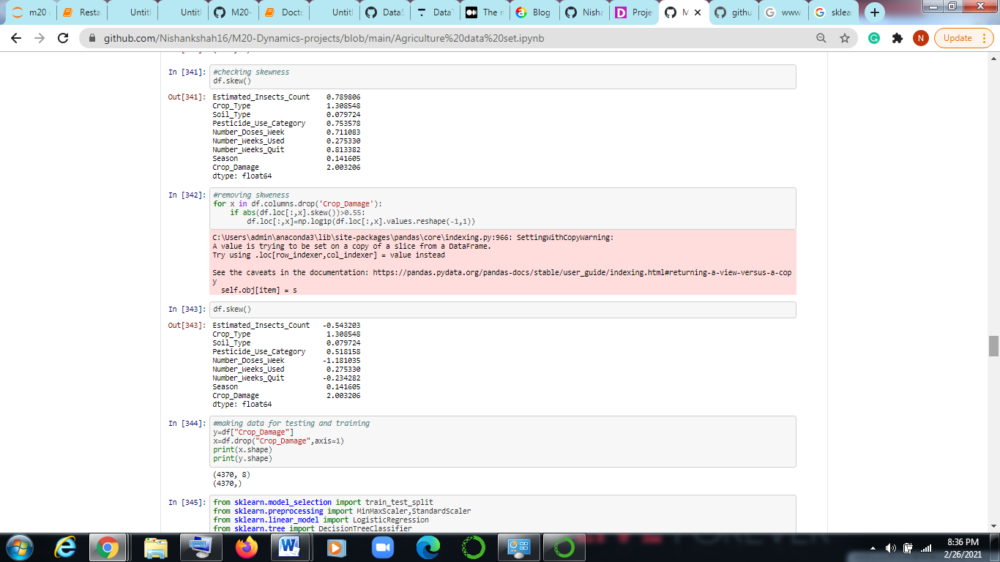 m20 d
Resta
Untitl
Untitl
M20-
Docto
Untitl
DataS
DataT
The m
Blog
Nisha
Proje
M
githu
www.
sklea
github.com/Nishankshah16/M20-Dynamics-projects/blob/main/Agriculture%20data%20set.ipynb
N
Update
In [341]: #checking skewness
df.skew()
Out[341]: Estimated_Insects_Count 0.789806
Crop_Type 1.308548
Soil_Type 0.079724
Pesticide_Use_Category 0.753578
Number_Doses_Week 0.711083
Number_Weeks_Used 0.275330
Number_Weeks_Quit 0.813382
Season 0.141605
Crop_Damage 2.003206
dtype: float64
In [342]: #removing skweness
for x in df.columns.drop('Crop_Damage'):
if abs(df.loc[:,x].skew())>0.55:
df.loc[:,x]=np.log1p(df.loc[:,x].values.reshape(-1,1))
C:\Users\admin\anaconda3\lib\site-packages\pandas\core\indexing.py:966: SettingWithCopyWarning:
A value is trying to be set on a copy of a slice from a DataFrame.
Try using .loc[row_indexer,col_indexer] = value instead
See the caveats in the documentation: https://pandas.pydata.org/pandas-docs/stable/user_guide/indexing.html#returning-a-view-versus-a-cop
y
self.obj[item] = s
In [343]: df.skew()
Out[343]: Estimated_Insects_Count -0.543203
Crop_Type 1.308548
Soil_Type 0.079724
Pesticide_Use_Category 0.518158
Number_Doses_Week -1.181035
Number_Weeks_Used 0.275330
Number_Weeks_Quit -0.234282
Season 0.141605
Crop_Damage 2.003206
dtype: float64
In [344]: #making data for testing and training
y=df["Crop_Damage"]
x=df.drop("Crop_Damage",axis=1)
print(x.shape)
print(y.shape)
(4370, 8)
(4370,)
In [345]: from sklearn.model_selection import train_test_split
from sklearn.preprocessing import MinMaxScaler,StandardScaler
from sklearn.linear_model import LogisticRegression
from sklearn.tree import DecisionTreeClassifier
8:36 PM
2/26/2021